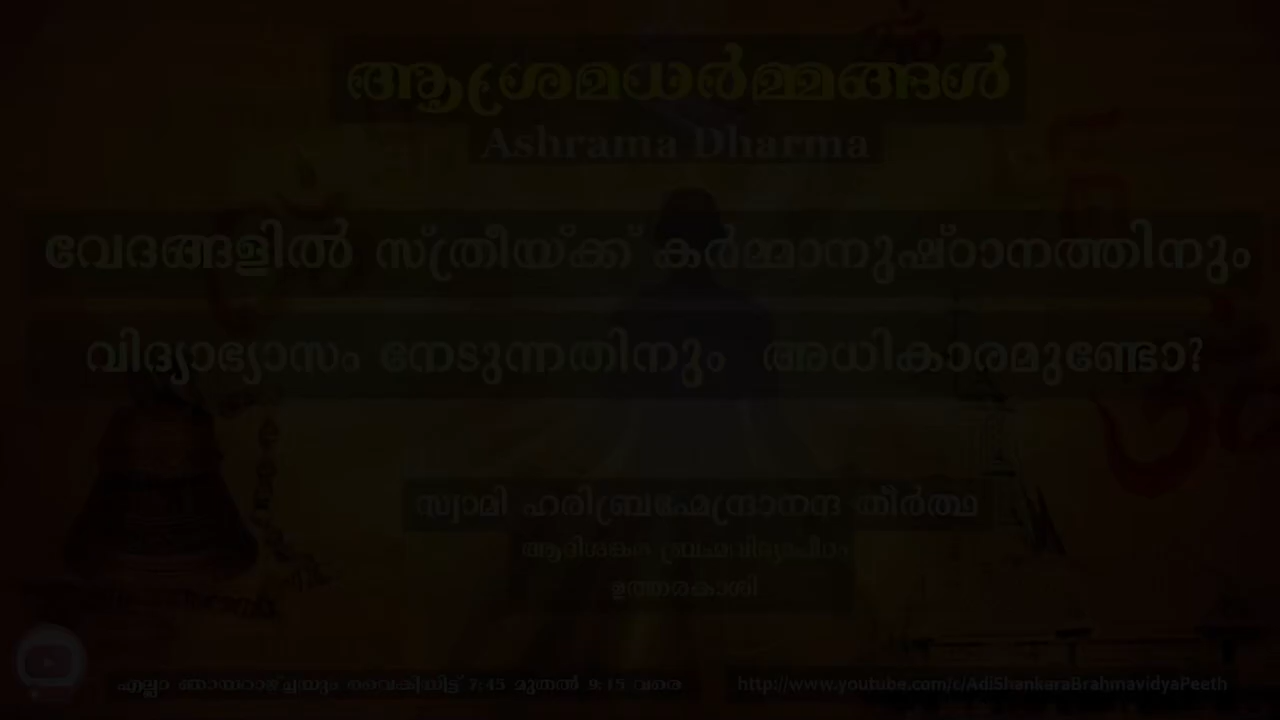 ആശ്രമധർമ്മങ്ങൾ
Ashrama Dharma
വേദങ്ങളിൽ സ്ത്രീയ്ക്ക് കർമ്മാനുഷ്ഠാനത്തിനും
വിദ്യാഭ്യാസം നേടുന്നതിനും അധികാരമുണ്ടോ?
സ്വാമി ഹരിബ്രഹ്മേന്ദ്രാനന്ദ തീർത്ഥ
ആദിശങ്കര ബ്രഹ്മവിദ്യാപീഠം
ഉത്തരകാശി
എല്ലാ ഞായറാഴ്ചയും വൈകിയിട്ട് 7:45 മുതൽ 9:15 വരെ
http://www.youtube.com/c/AdiShankaraBrahmavidyaPeeth